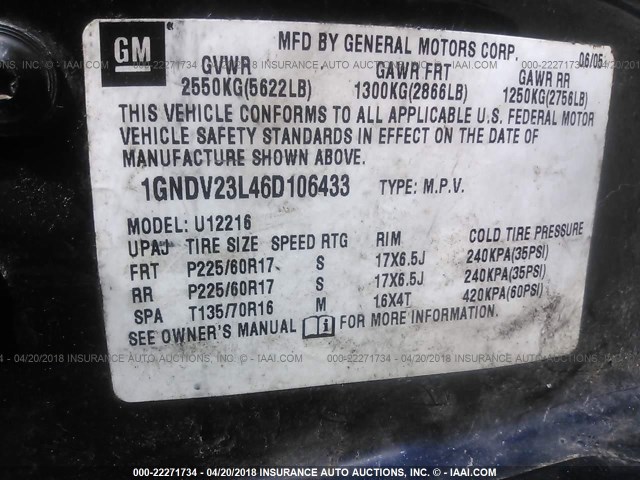 GM
MFD BY GENERAL MOTORS CORP. 06/05
GVWR GAWR FRT GAWR RR
2550KG(5622LB) 1300KG(2866LB) 1250KG(2756LB)
THIS VEHICLE CONFORMS TO ALL APPLICABLE U.S. FEDERAL MOTOR
VEHICLE SAFETY STANDARDS IN EFFECT ON THE DATE OF
MANUFACTURE SHOWN ABOVE.
1GNDV23L46D106433 TYPE: M.P.V.
MODEL: U12216
UPAJ TIRE SIZE SPEED RTG RIM COLD TIRE PRESSURE
FRT P225/60R17 S 17X6.5J 240KPA(35PSI)
RR P225/60R17 S 17X6.5J 240KPA(35PSI)
SPA T135/70R16 M 16X4T 420KPA(60PSI)
SEE OWNER'S MANUAL i FOR MORE INFORMATION.
000-22271734 - 04/20/2018 INSURANCE AUTO AUCTIONS, INC. - © - IAAI.COM